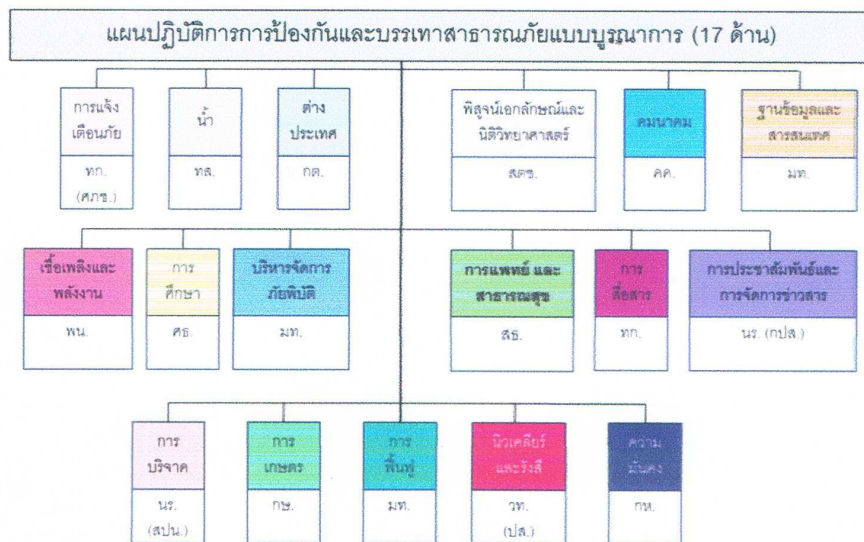 แผนปฏิบัติการการป้องกันและบรรเทาสาธารณภัยแบบบูรณาการ (17 ด้าน)
การแจ้ง
เตือนภัย
ทก.
(ศภช.)
น้ำ
ทส.
ต่าง
ประเทศ
กต.
พิสูจน์เอกลักษณ์และ
นิติวิทยาศาสตร์
สตช.
คมนาคม
คค.
ฐานข้อมูลและ
สารสนเทศ
มท.
เชื้อเพลิงและ
พลังงาน
พน.
การ
ศึกษา
ศธ.
บริหารจัดการ
ภัยพิบัติ
มท.
การแพทย์ และ
สาธารณสุข
สธ.
การ
สื่อสาร
ทก.
การประชาสัมพันธ์และ
การจัดการข่าวสาร
นร. (กปส.)
การ
บริจาค
นร.
(สปน.)
การ
เกษตร
กษ.
การ
ฟื้นฟู
มท.
นิวเคลียร์
และรังสี
วท.
(ปส.)
ความ
มั่นคง
กห.